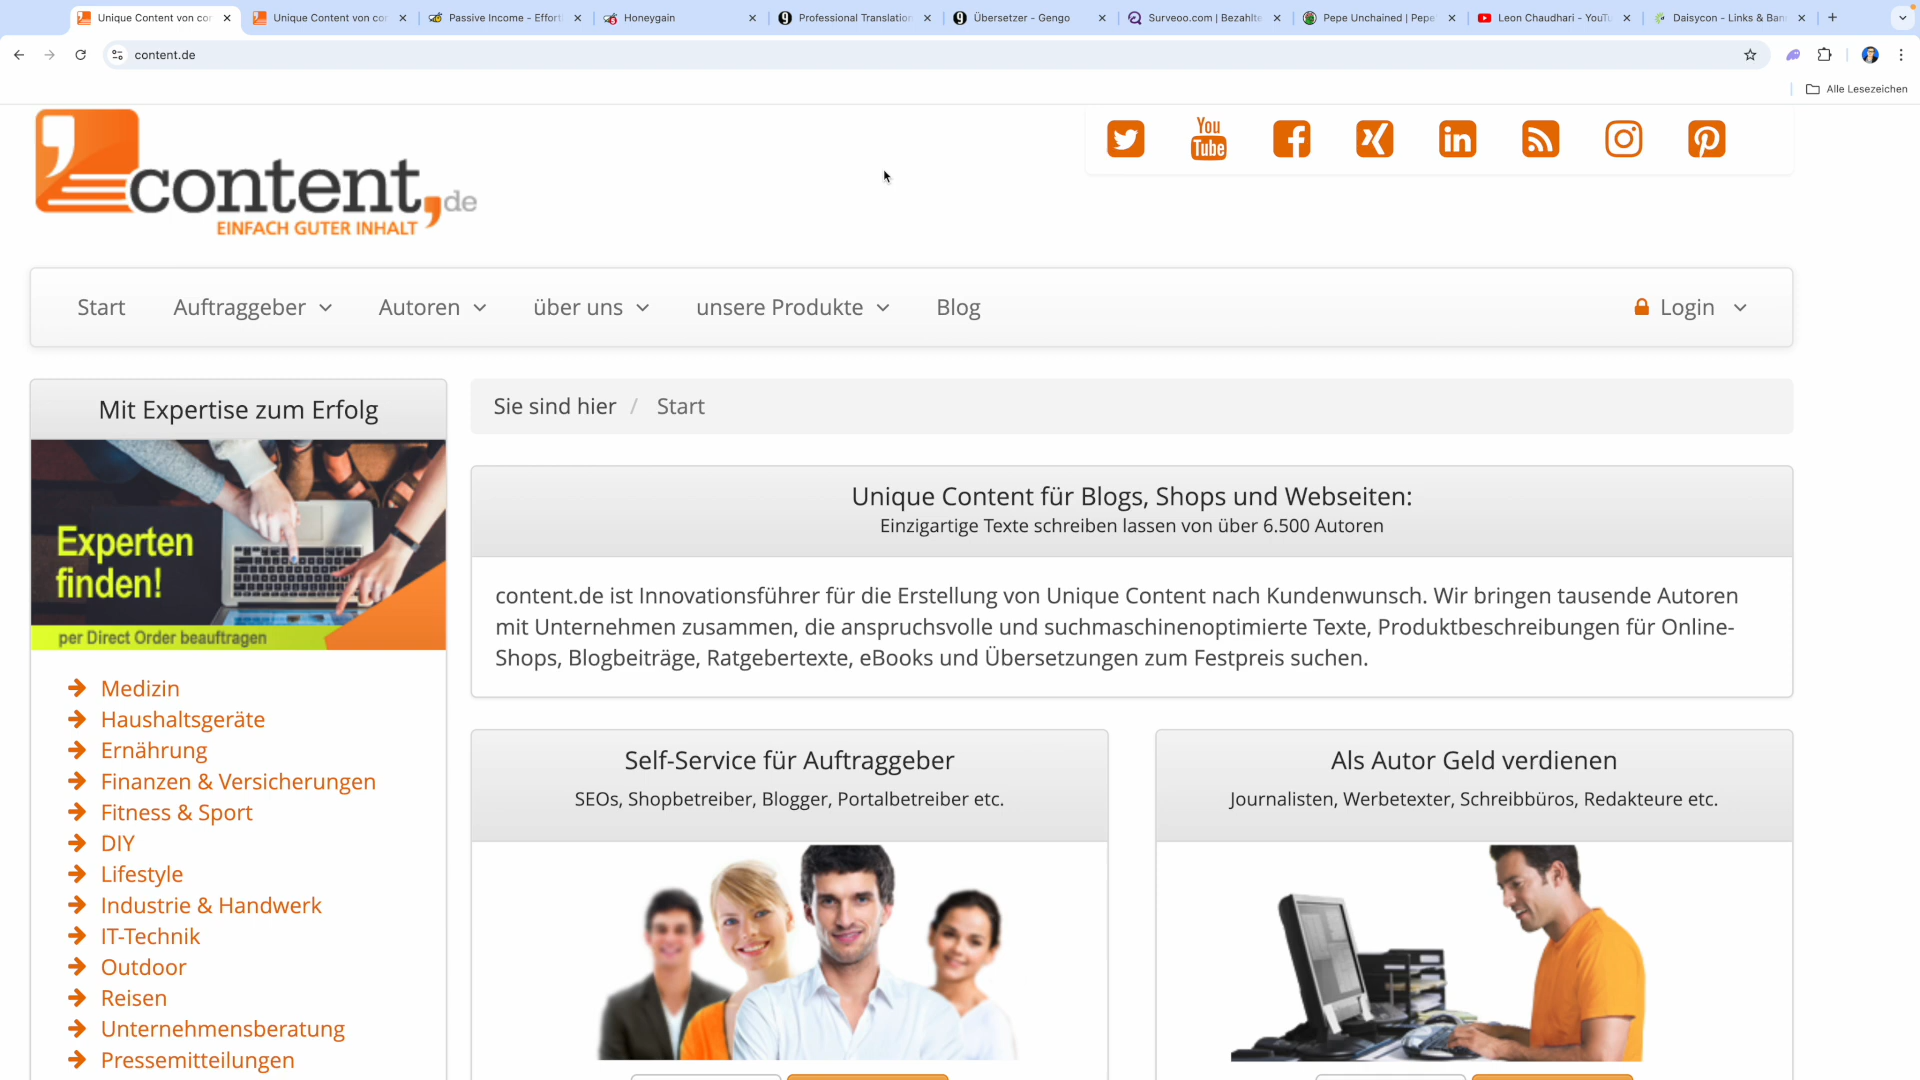 Unique Content von cor
Unique Content von cor
Passive Income - Effortl
Honeygain
Professional Translation
Übersetzer - Gengo
Surveoo.com | Bezahlte
Pepe Unchained | Pepe
Leon Chaudhari - YouTu
Daisycon - Links & Ban
content.de
Alle Lesezeichen
content,de
EINFACH GUTER INHALT
You
Tube
Start
Auftraggeber
Autoren
über uns
unsere Produkte
Blog
Login
Mit Expertise zum Erfolg
Experten
finden!
per Direct Order beauftragen
Medizin
Haushaltsgeräte
Ernährung
Finanzen & Versicherungen
Fitness & Sport
DIY
Lifestyle
Industrie & Handwerk
IT-Technik
Outdoor
Reisen
Unternehmensberatung
Pressemitteilungen
Sie sind hier / Start
Unique Content für Blogs, Shops und Webseiten:
Einzigartige Texte schreiben lassen von über 6.500 Autoren
content.de ist Innovationsführer für die Erstellung von Unique Content nach Kundenwunsch. Wir bringen tausende Autoren
mit Unternehmen zusammen, die anspruchsvolle und suchmaschinenoptimierte Texte, Produktbeschreibungen für Online-
Shops, Blogbeiträge, Ratgebertexte, eBooks und Übersetzungen zum Festpreis suchen.
Self-Service für Auftraggeber
SEOs, Shopbetreiber, Blogger, Portalbetreiber etc.
Als Autor Geld verdienen
Journalisten, Werbetexter, Schreibbüros, Redakteure etc.